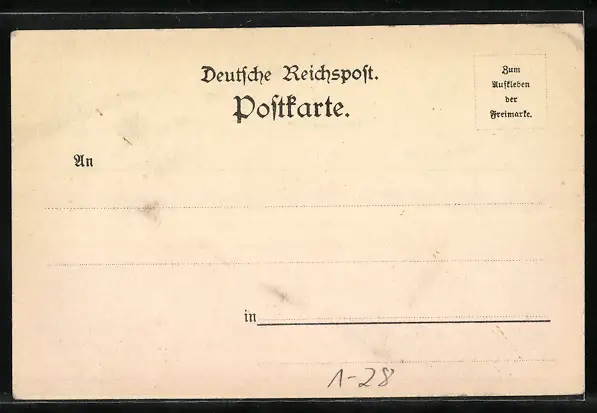 Deutſche Reichspoſt.
Poſtkarte.
Zum
Aufkleben
der
Freimarke.
An
in
1-28